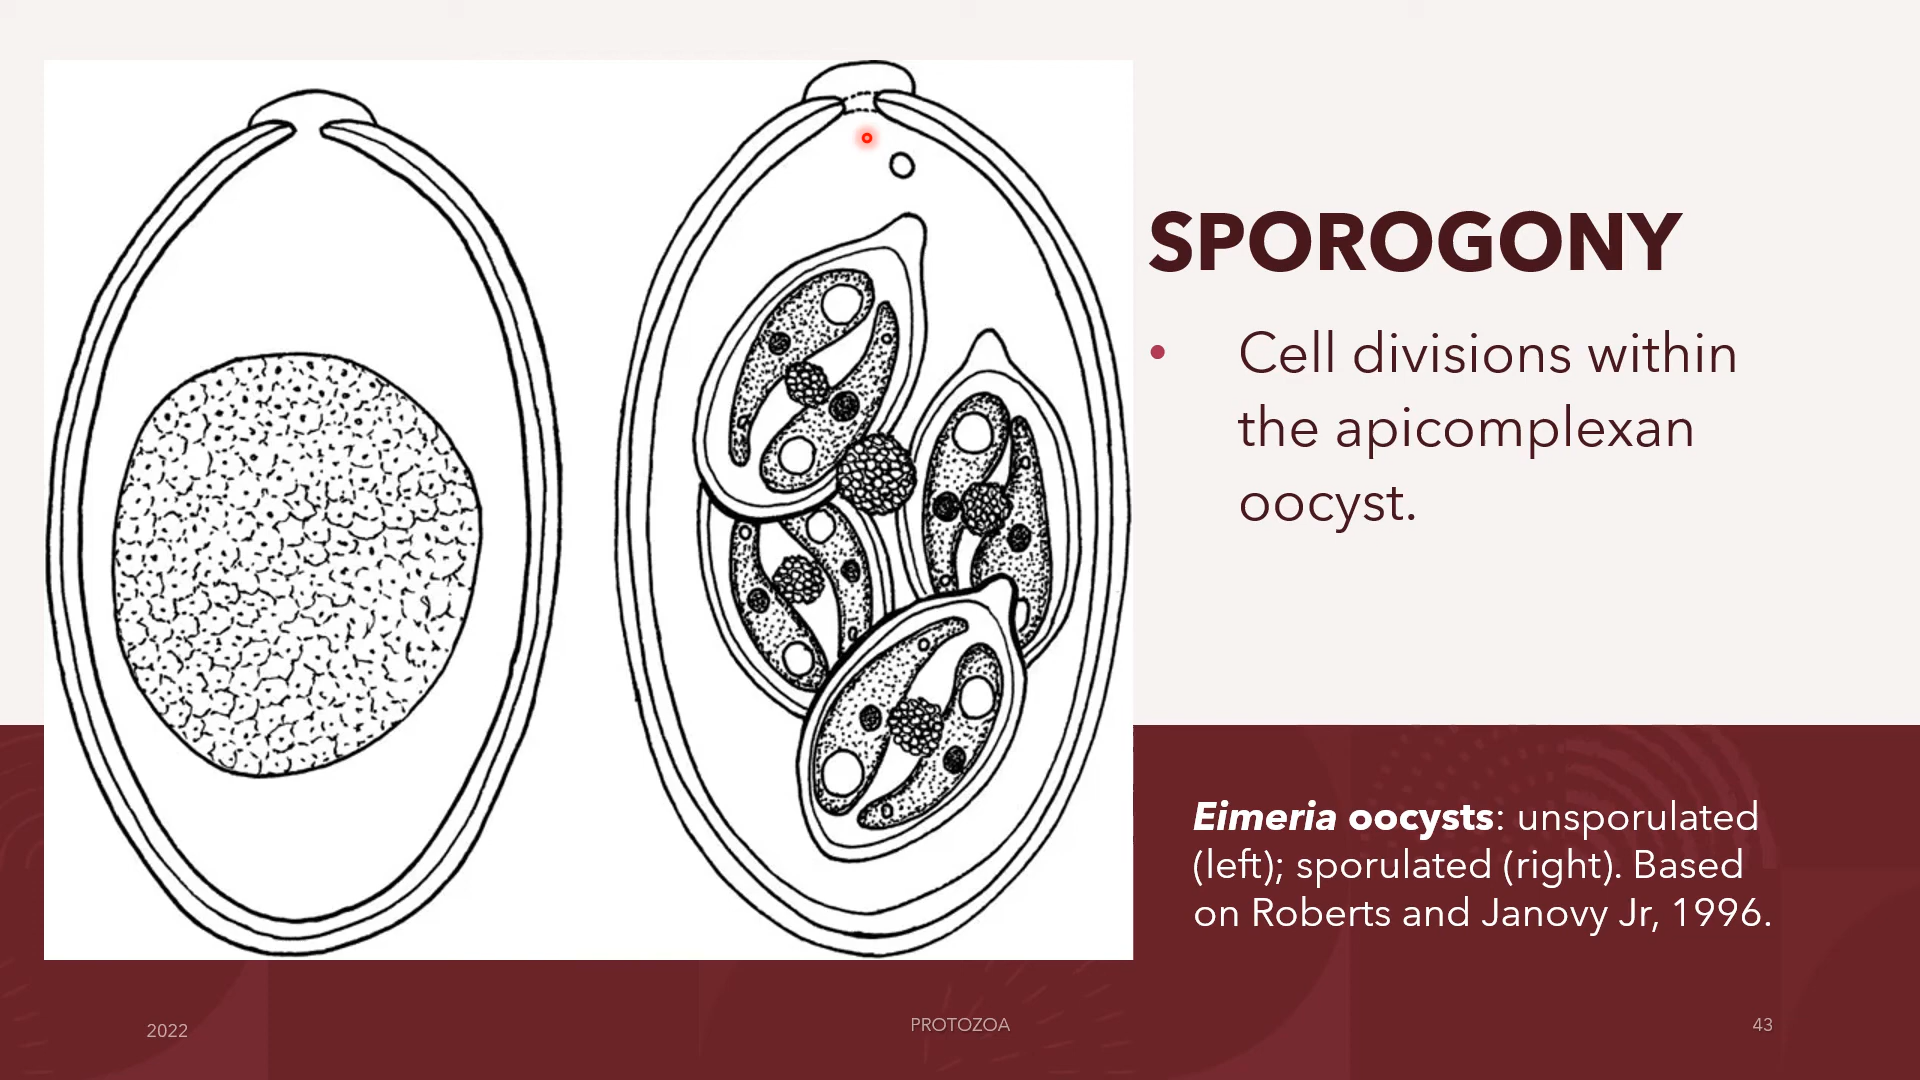 SPOROGONY
• Cell divisions within
the apicomplexan
oocyst.
Eimeria oocysts: unsporulated
(left); sporulated (right). Based
on Roberts and Janovy Jr, 1996.
2022
PROTOZOA
43